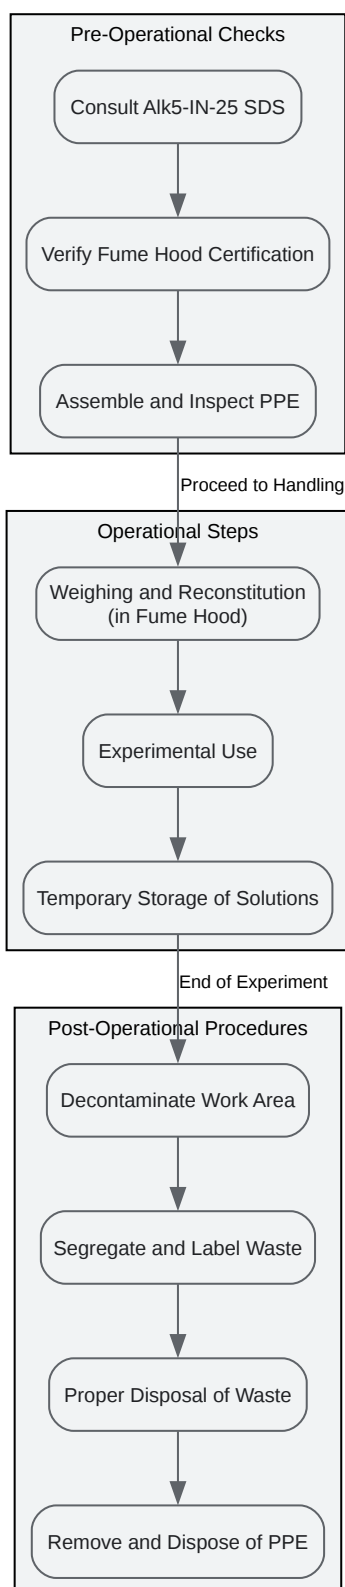 Pre-Operational Checks
Consult Alk5-IN-25 SDS
Verify Fume Hood Certification
Assemble and Inspect PPE
Proceed to Handling
Operational Steps
Weighing and Reconstitution
(in Fume Hood)
Experimental Use
Temporary Storage of Solutions
End of Experiment
Post-Operational Procedures
Decontaminate Work Area
Segregate and Label Waste
Proper Disposal of Waste
Remove and Dispose of PPE